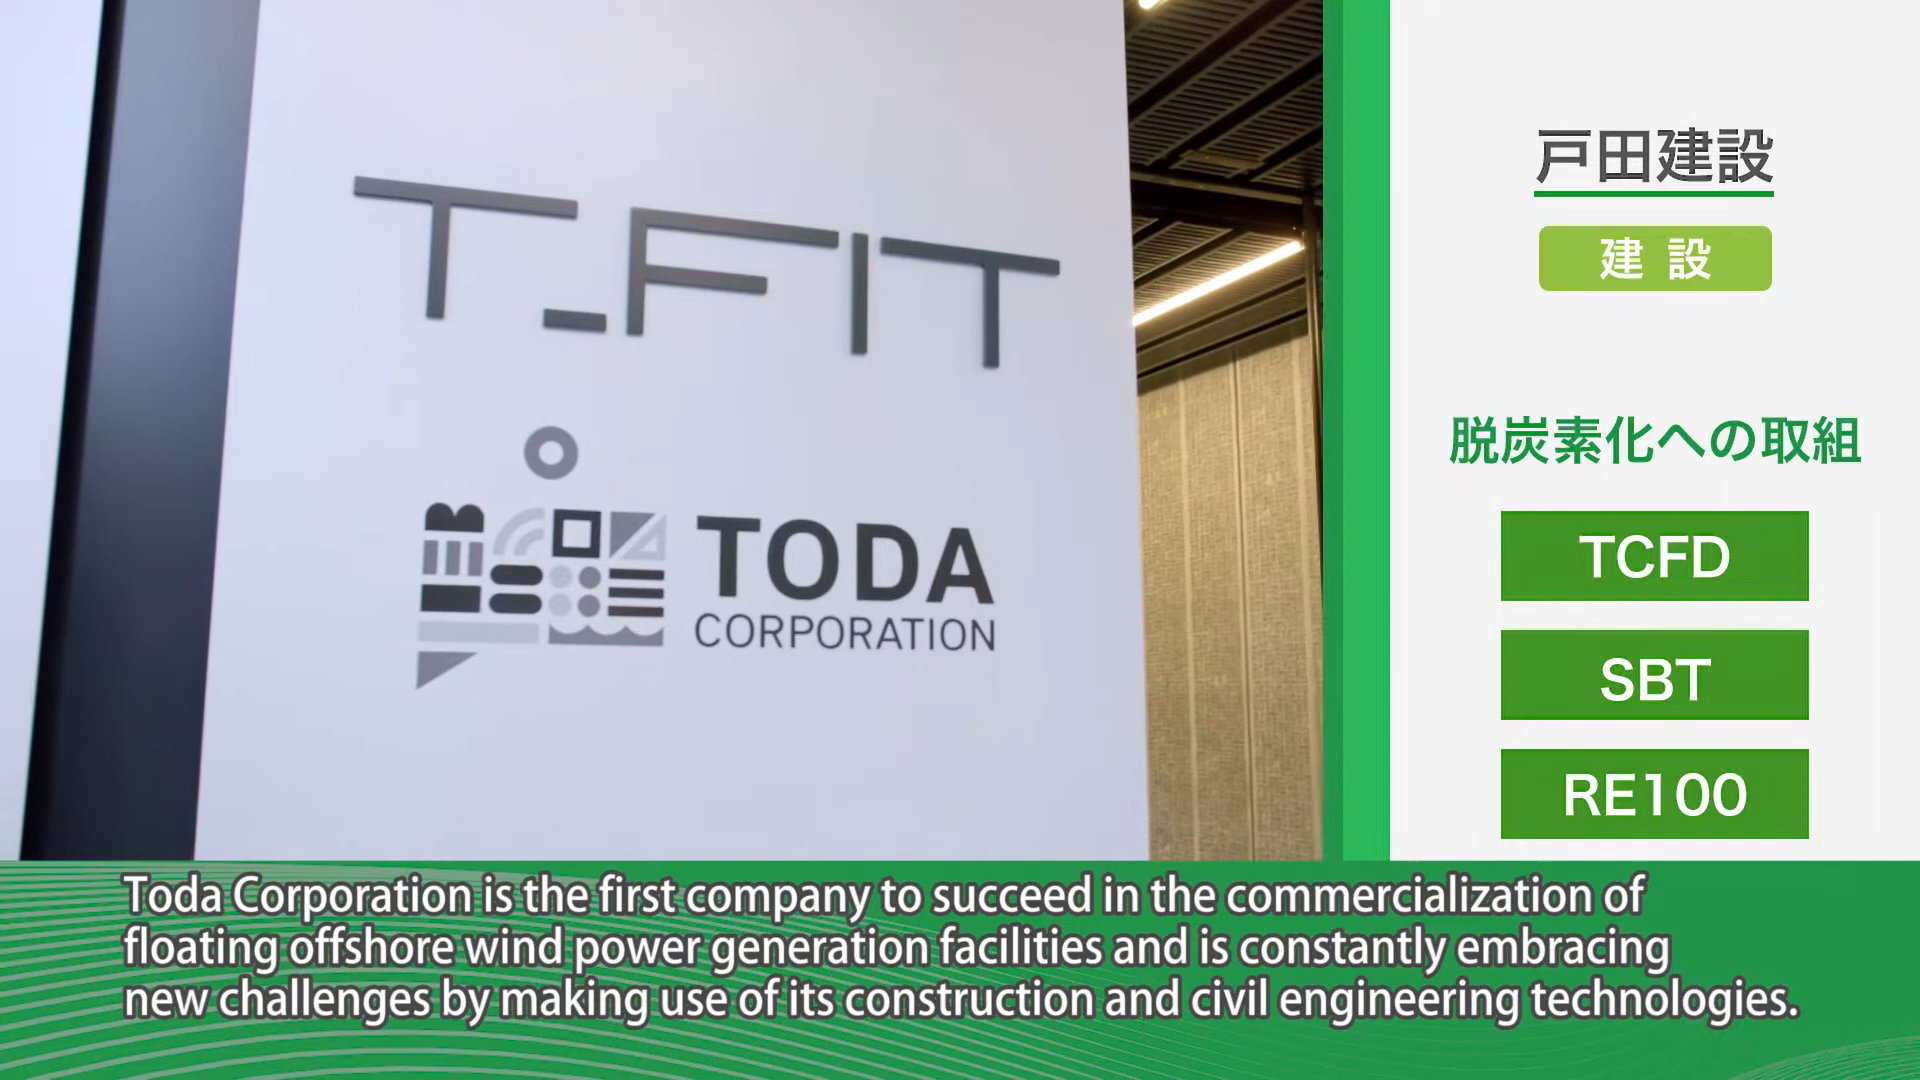 T_FIT
TODA
CORPORATION
戸田建設
建設
脱炭素化への取組
TCFD
SBT
RE100
Toda Corporation is the first company to succeed in the commercialization of
floating offshore wind power generation facilities and is constantly embracing
new challenges by making use of its construction and civil engineering technologies.